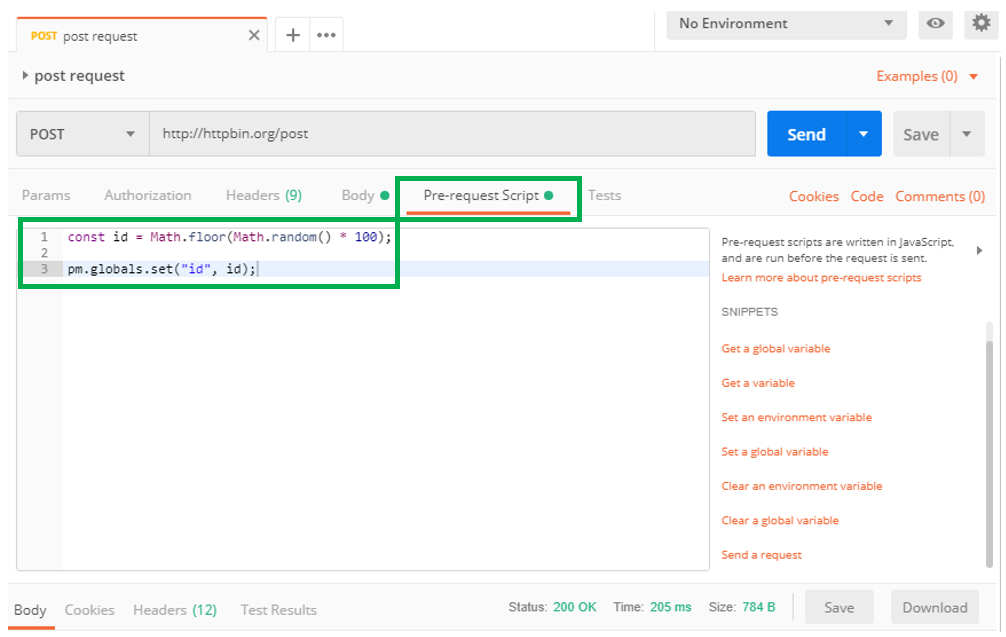 POST post request
No Environment
post request
Examples (0)
POST
http://httpbin.org/post
Send
Save
Params
Authorization
Headers (9)
Body
Pre-request Script
Tests
Cookies
Code
Comments (0)
1 const id = Math.floor(Math.random() * 100);
2
3 pm.globals.set("id", id);
Pre-request scripts are written in JavaScript,
and are run before the request is sent.
Learn more about pre-request scripts
SNIPPETS
Get a global variable
Get a variable
Set an environment variable
Set a global variable
Clear an environment variable
Clear a global variable
Send a request
Body
Cookies
Headers (12)
Test Results
Status: 200 OK
Time: 205 ms
Size: 784 B
Save
Download